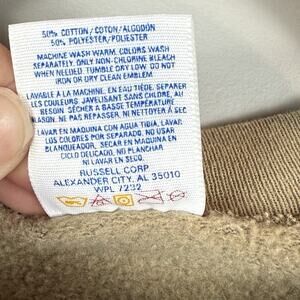 50% COTTON/COTON/ALGODÓN
50% POLYESTER/POLIESTER
MACHINE WASH WARM. COLORS WASH
SEPARATELY. ONLY NON-CHLORINE BLEACH
WHEN NEEDED. TUMBLE DRY LOW. DO NOT
IRON OR DRY CLEAN EMBLEM.
LAVABLE A LA MACHINE, EN EAU TIÈDE. SÉPARER
LES COULEURS. JAVELISANT SANS CHLORE, AU
BESOIN SÉCHER A BASSE TEMPÉRATURE
NE PAS REPASSER, NI NETTOYER À SEC
LAVAR EN MAQUINA CON AGUA TIBIA, LAVAR
LOS COLORES POR SEPARADO. NO USAR
BLANQUEADOR. SECAR EN MAQUINA EN
CICLO DELICADO, NO PLANCHAR
NI LAVAR EN SECO.
RUSSELL CORP
ALEXANDER CITY, AL 35010
WPL 7232